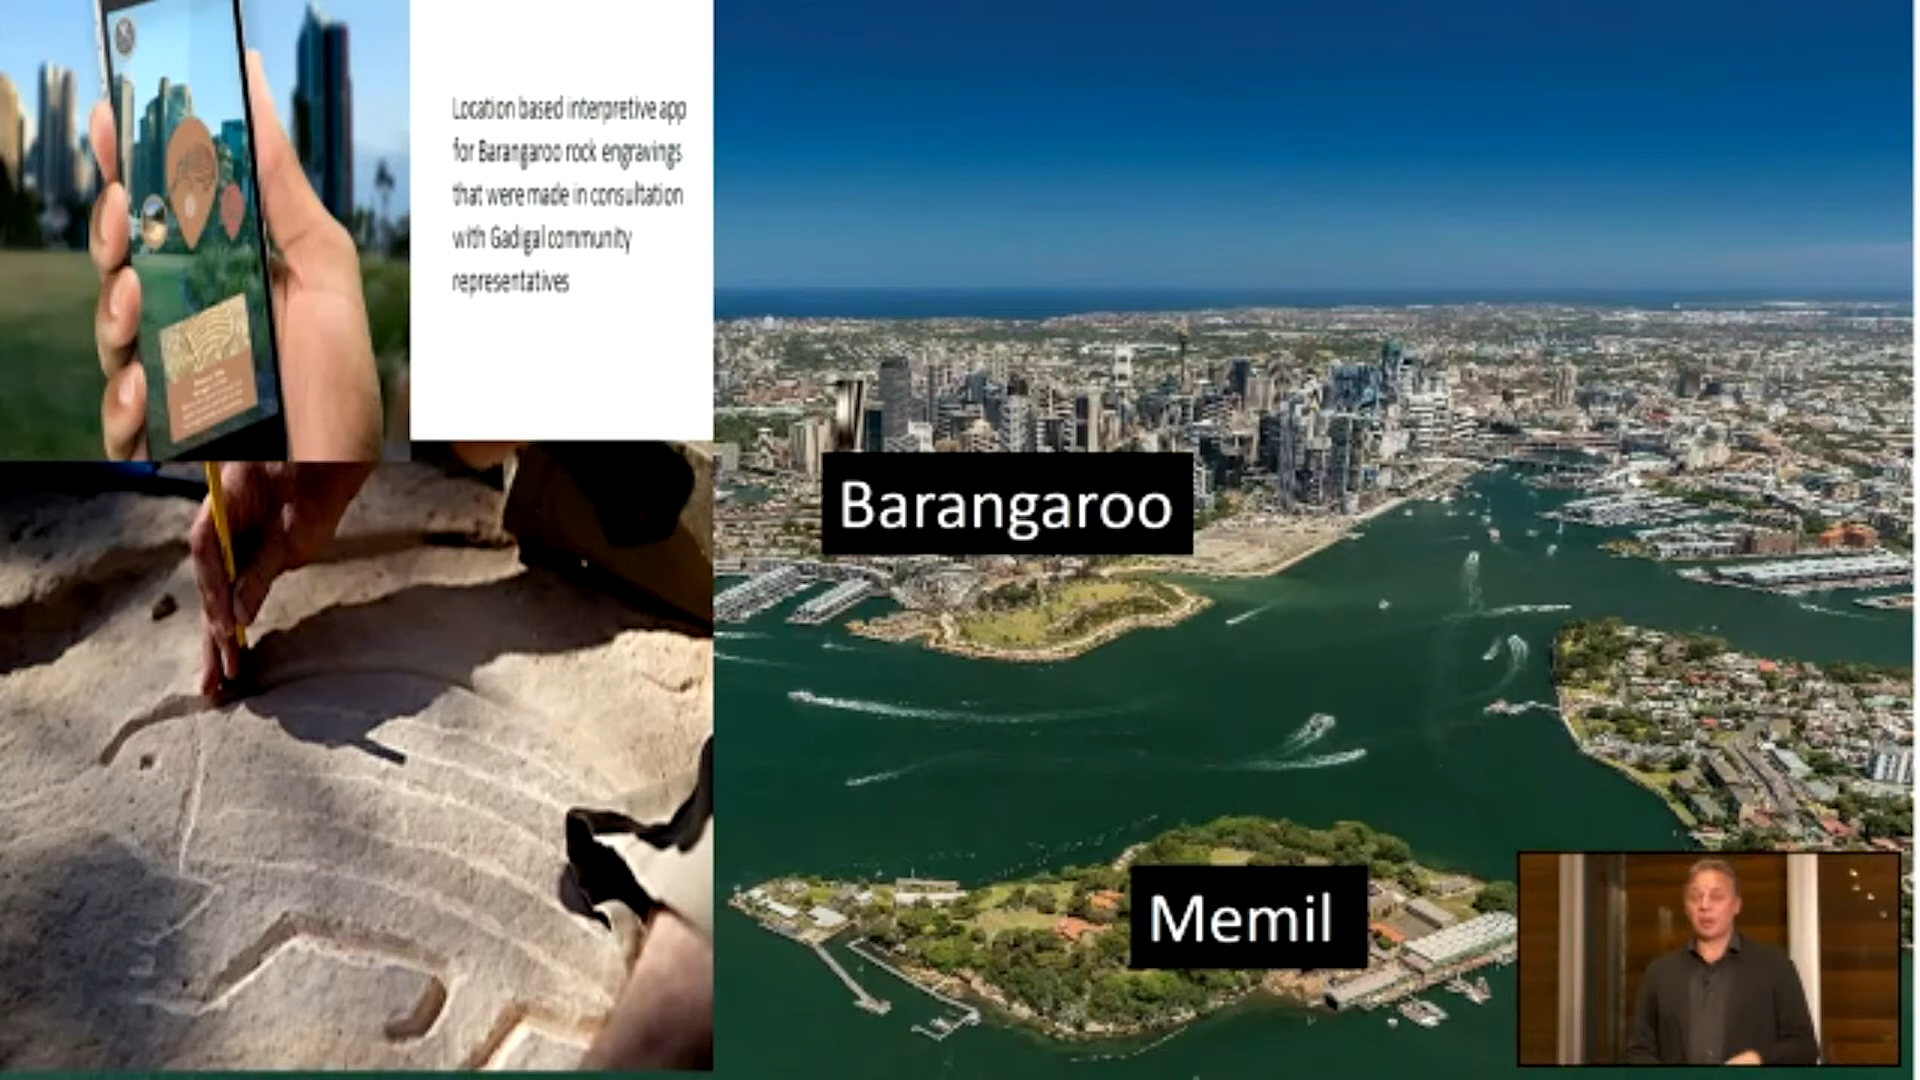 Location based interpretive app
for Barangaroo rock engravings
that were made in consultation
with Gadigal community
representatives
Barangaroo
Memil